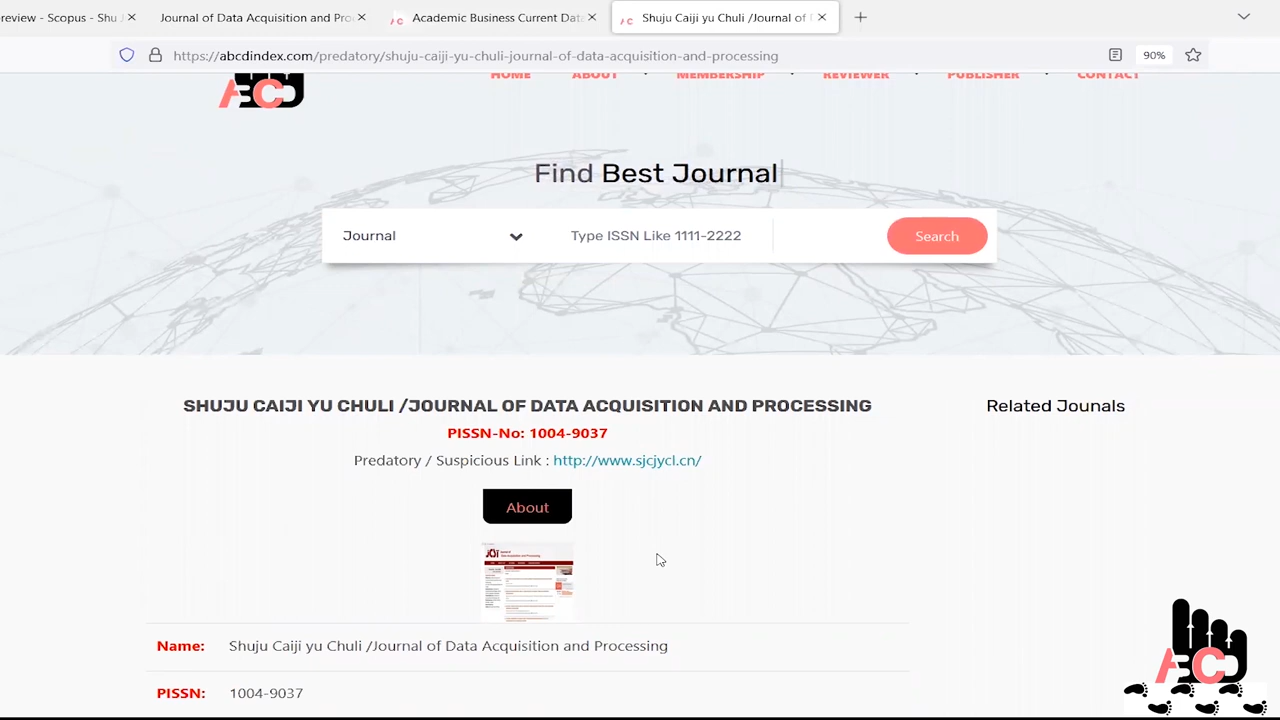 review - Scopus - Shu J
Journal of Data Acquisition and Pro
Academic Business Current Data
Shuju Caiji yu Chuli /Journal of
https://abcdindex.com/predatory/shuju-caiji-yu-chuli-journal-of-data-acquisition-and-processing
90%
ABCD
HOME
ABOUT
MEMBERSHIP
REVIEWER
PUBLISHER
CONTACT
Find Best Journal
Journal
Type ISSN Like 1111-2222
Search
SHUJU CAIJI YU CHULI /JOURNAL OF DATA ACQUISITION AND PROCESSING
Related Jounals
PISSN-No: 1004-9037
Predatory / Suspicious Link : http://www.sjcjycl.cn/
About
Name: Shuju Caiji yu Chuli /Journal of Data Acquisition and Processing
PISSN: 1004-9037
ABCD